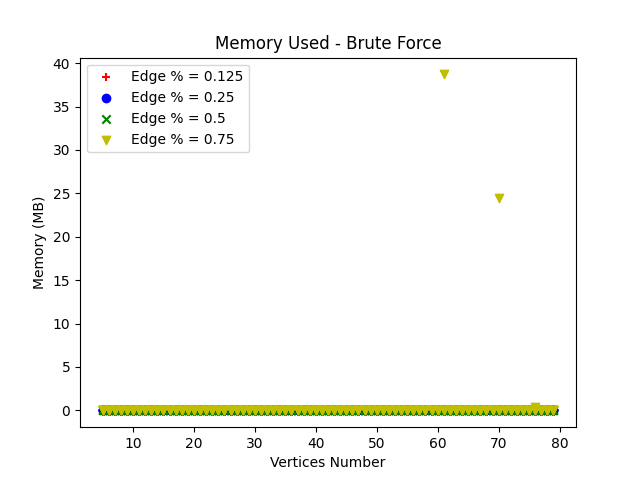 Memory Used - Brute Force
Edge % = 0.125
Edge % = 0.25
Edge % = 0.5
Edge % = 0.75
Memory (MB)
40
35
30
25
20
15
10
5
0
10 20 30 40 50 60 70 80
Vertices Number